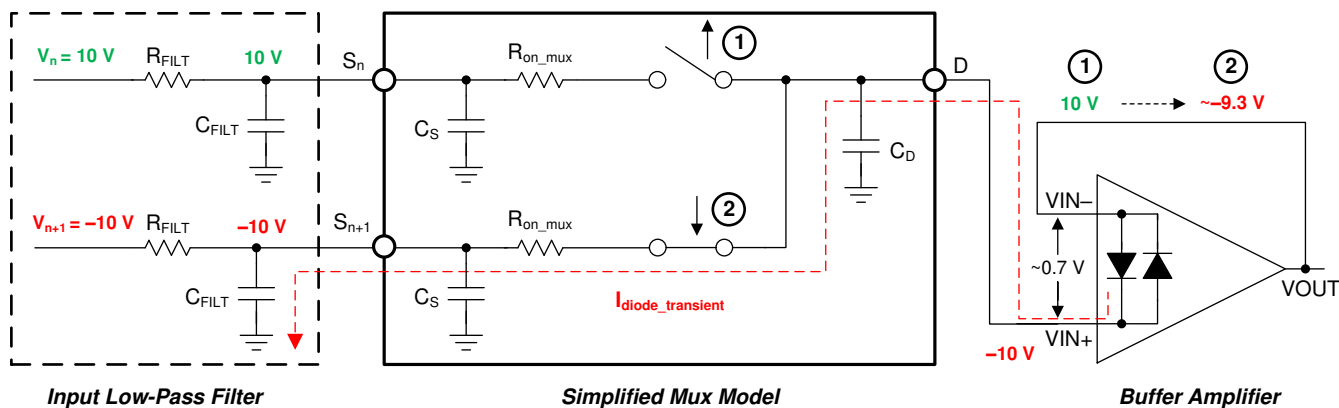 Vn = 10 V
RFILT
10 V
Sn
Ron_mux
1
D
1
2
10 V
~–9.3 V
CFILT
CS
CD
Vn+1 = –10 V
RFILT
–10 V
Sn+1
Ron_mux
2
VIN–
~0.7 V
CFILT
CS
Idiode_transient
VOUT
VIN+
–10 V
Input Low-Pass Filter
Simplified Mux Model
Buffer Amplifier